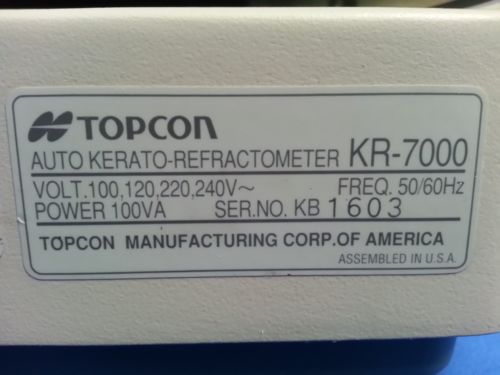 TOPCON
AUTO KERATO-REFRACTOMETER KR-7000
VOLT.100,120,220,240V~ FREQ. 50/60Hz
POWER 100VA SER.NO. KB 1603
TOPCON MANUFACTURING CORP.OF AMERICA
ASSEMBLED IN U.S.A.